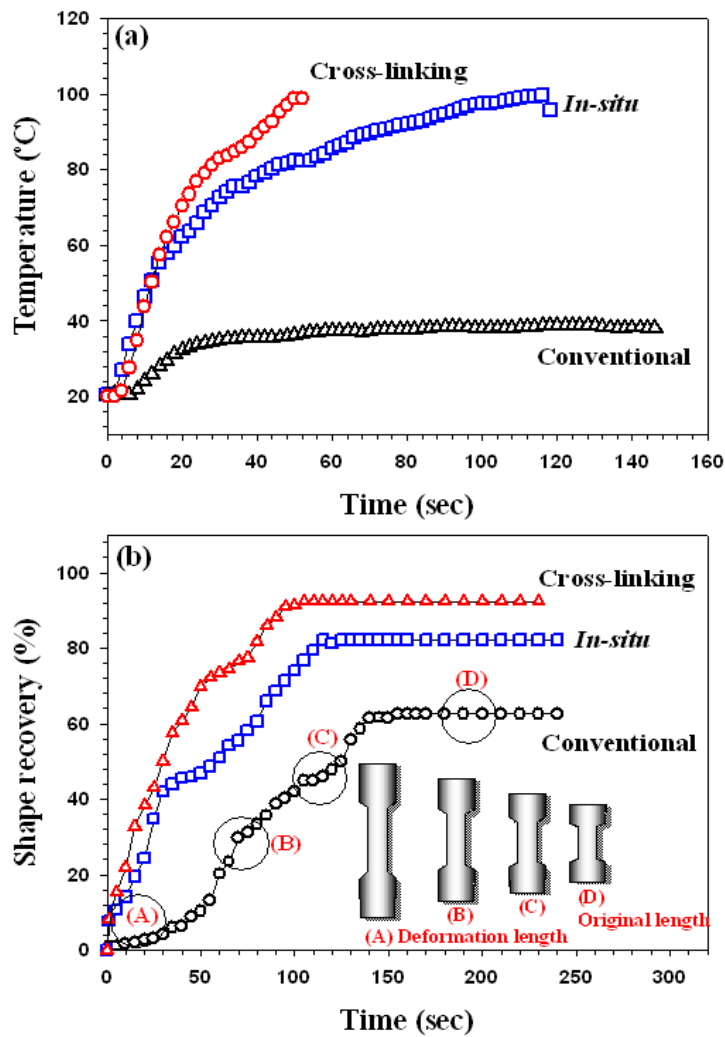 (a)
120
100
80
60
40
20
Temperature (℃)
Cross-linking
In-situ
Conventional
0 20 40 60 80 100 120 140 160
Time (sec)
(b)
100
80
60
40
20
0
Shape recovery (%)
Cross-linking
In-situ
(D)
Conventional
(C)
(B)
(A)
(B) (C) (D)
(A) Deformation length
Original length
0 50 100 150 200 250 300
Time (sec)